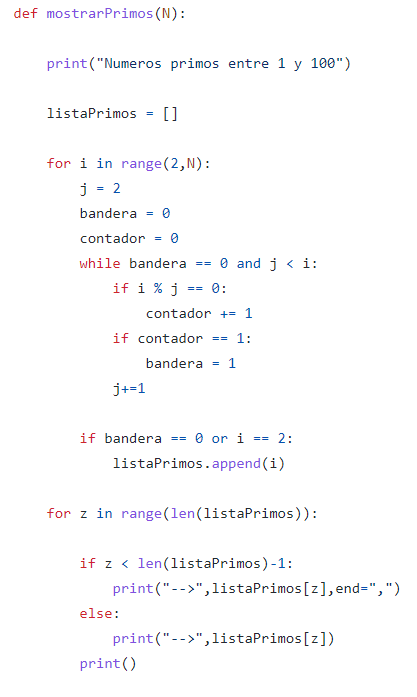 def mostrarPrimos(N):
    print("Numeros primos entre 1 y 100")
    listaPrimos = []
    for i in range(2,N):
        j = 2
        bandera = 0
        contador = 0
        while bandera == 0 and j < i:
            if i % j == 0:
                contador += 1
            if contador == 1:
                bandera = 1
            j+=1
        if bandera == 0 or i == 2:
            listaPrimos.append(i)
    for z in range(len(listaPrimos)):
        if z < len(listaPrimos)-1:
            print("-->",listaPrimos[z],end=",")
        else:
            print("-->",listaPrimos[z])
        print()